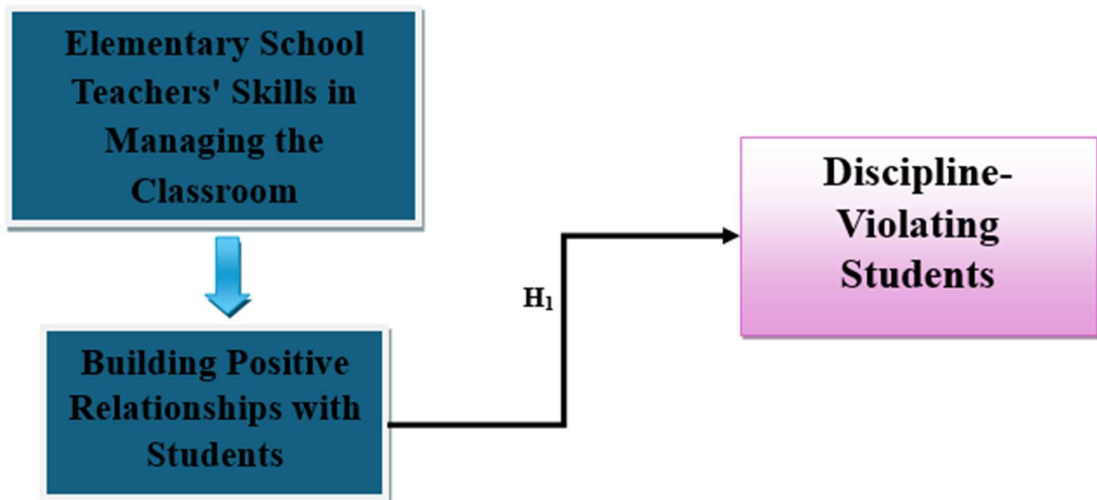 Elementary School
Teachers' Skills in
Managing the
Classroom
Discipline-
Violating
Students
H₁
Building Positive
Relationships with
Students